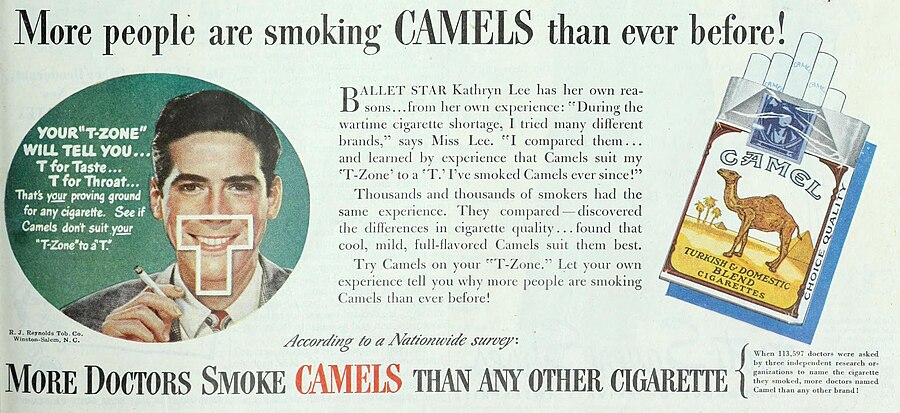 More people are smoking CAMELS than ever before!
YOUR "T-ZONE"
WILL TELL YOU...
T for Taste...
T for Throat...
That's your proving ground
for any cigarette. See if
Camels don't suit your
"T-Zone" to a "T."
T
R. J. Reynolds Tob. Co.
Winston-Salem, N. C.
BALLET STAR Kathryn Lee has her own rea-
sons...from her own experience: "During the
wartime cigarette shortage, I tried many different
brands," says Miss Lee. "I compared them...
and learned by experience that Camels suit my
'T-Zone' to a 'T.' I've smoked Camels ever since!"
Thousands and thousands of smokers had the
same experience. They compared—discovered
the differences in cigarette quality...found that
cool, mild, full-flavored Camels suit them best.
Try Camels on your "T-Zone." Let your own
experience tell you why more people are smoking
Camels than ever before!
CAMEL
CAMEL
CAMEL
TURKISH & DOMESTIC
BLEND
CIGARETTES
CHOICE QUALITY
According to a Nationwide survey:
MORE DOCTORS SMOKE CAMELS THAN ANY OTHER CIGARETTE
When 113,597 doctors were asked
by three independent research or-
ganizations to name the cigarette
they smoked, more doctors named
Camel than any other brand!